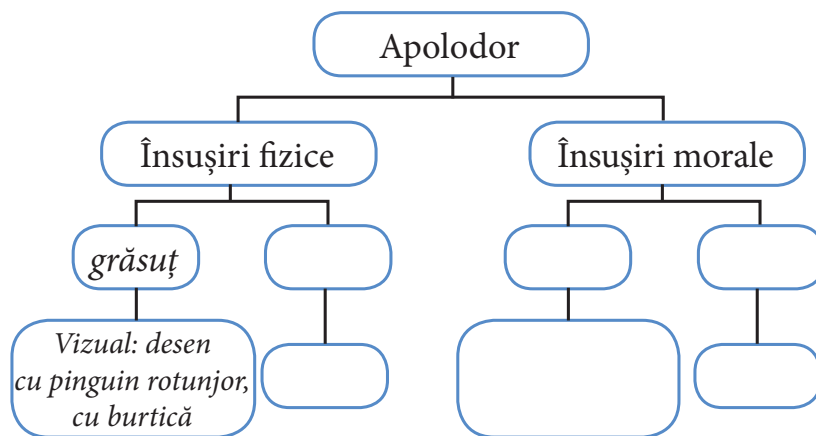 Apolodor
Însușiri fizice
Însușiri morale
grăsuț
Vizual: desen
cu pinguin rotunjor,
cu burtică